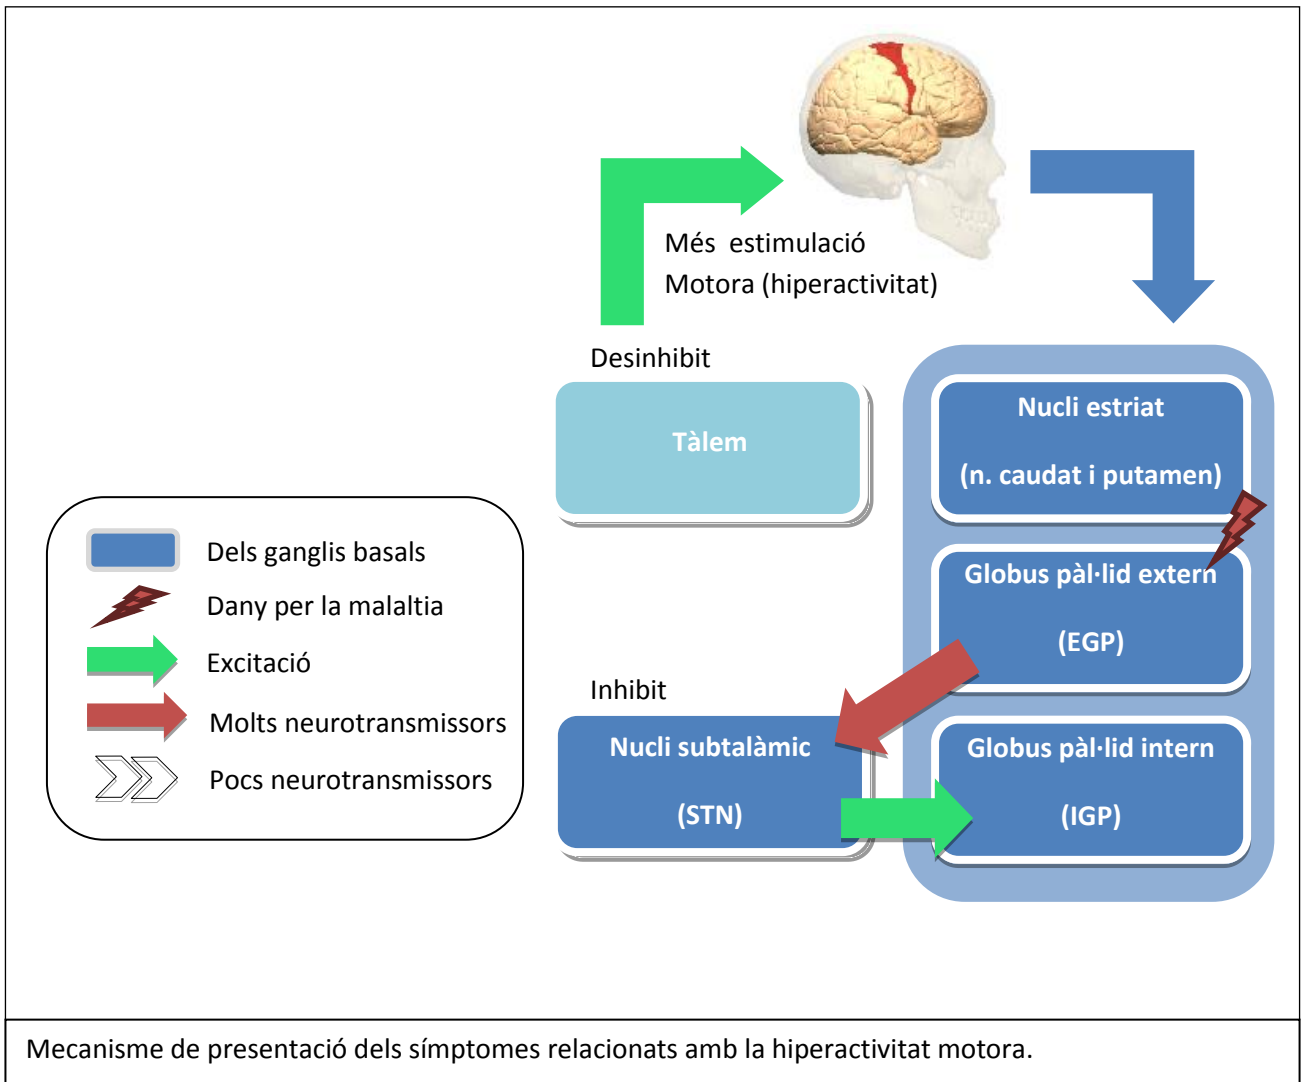 Més estimulació
Motora (hiperactivitat)
Desinhibit
Tàlem
Nucli estriat
(n. caudat i putamen)
Globus pàl·lid extern
(EGP)
Inhibit
Nucli subtalàmic
(STN)
Globus pàl·lid intern
(IGP)
Dels ganglis basals
Dany per la malaltia
Excitació
Molts neurotransmissors
Pocs neurotransmissors
Mecanisme de presentació dels símptomes relacionats amb la hiperactivitat motora.